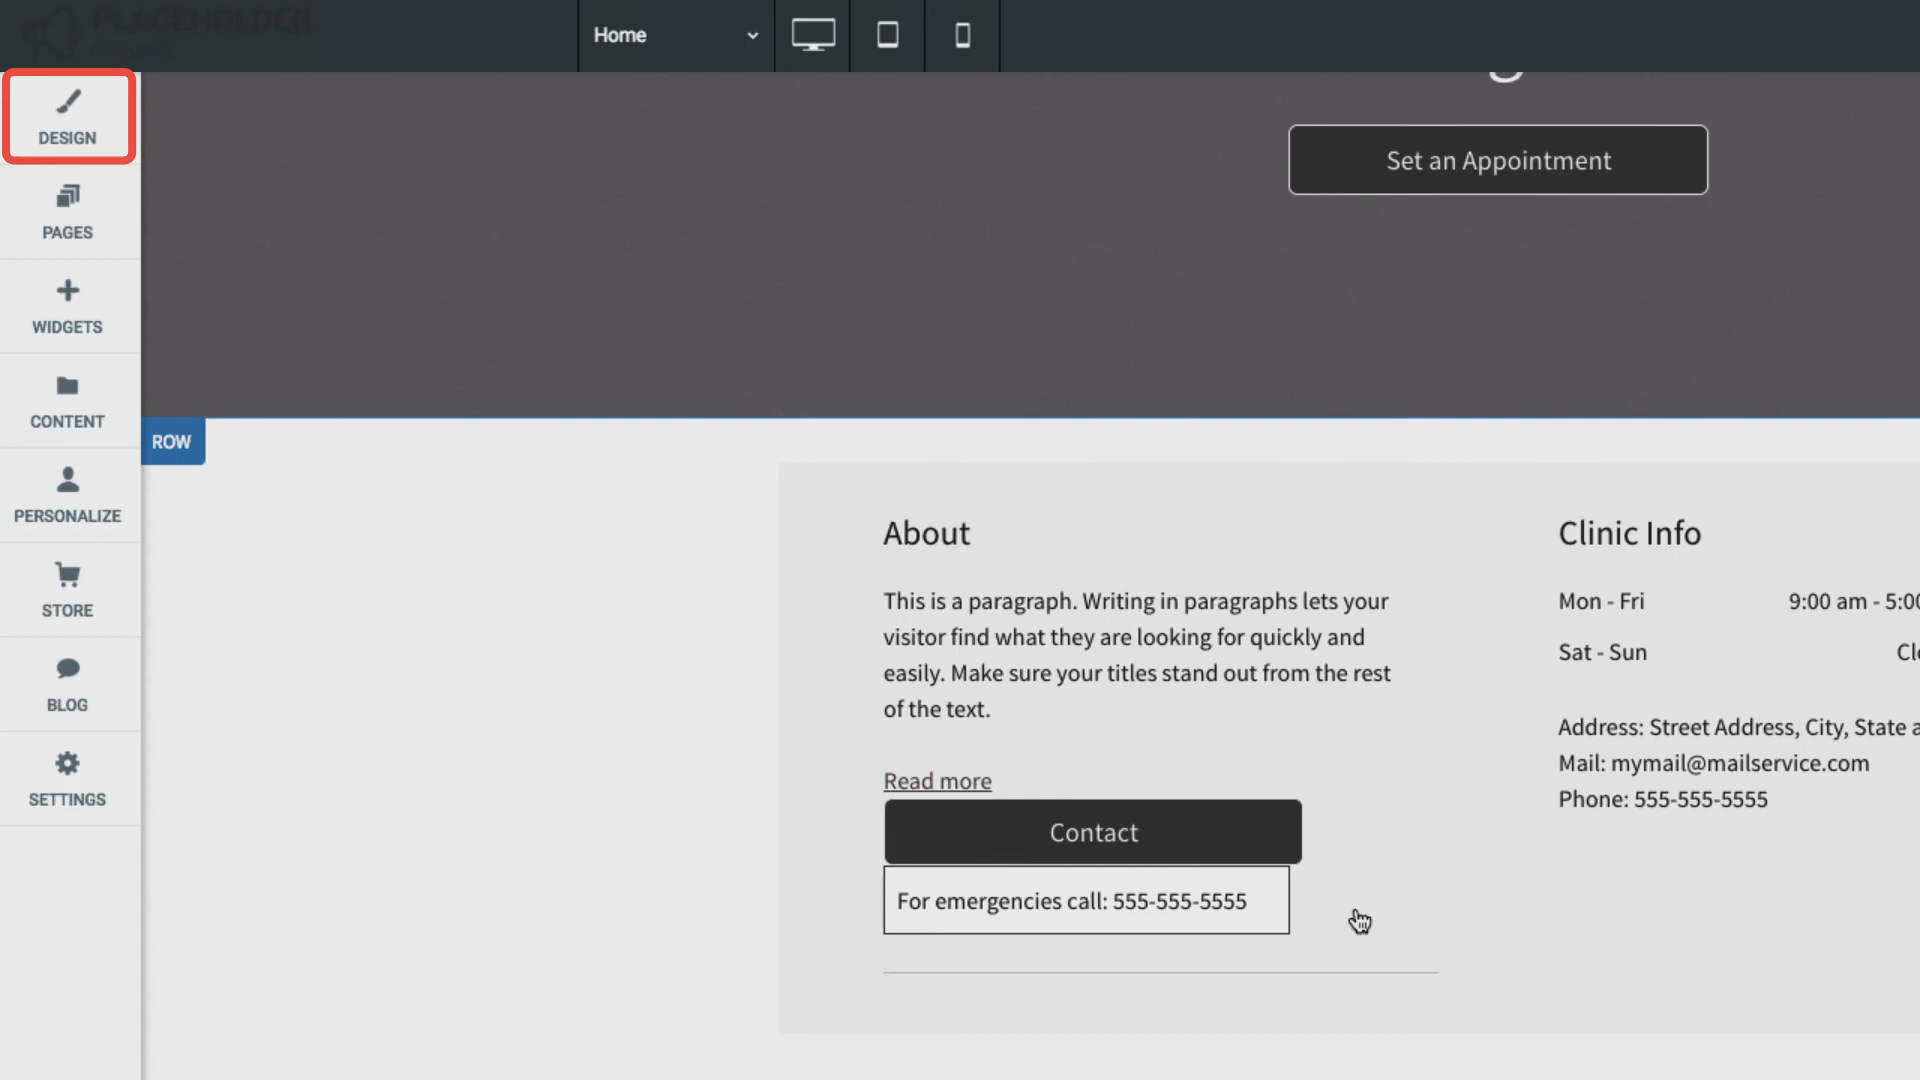 PLACEHOLDER
Home
DESIGN
PAGES
WIDGETS
CONTENT
PERSONALIZE
STORE
BLOG
SETTINGS
Set an Appointment
ROW
About
This is a paragraph. Writing in paragraphs lets your
visitor find what they are looking for quickly and
easily. Make sure your titles stand out from the rest
of the text.
Read more
Contact
For emergencies call: 555-555-5555
Clinic Info
Mon - Fri 9:00 am - 5:00
Sat - Sun
Address: Street Address, City, State
Mail: mymail@mailservice.com
Phone: 555-555-5555